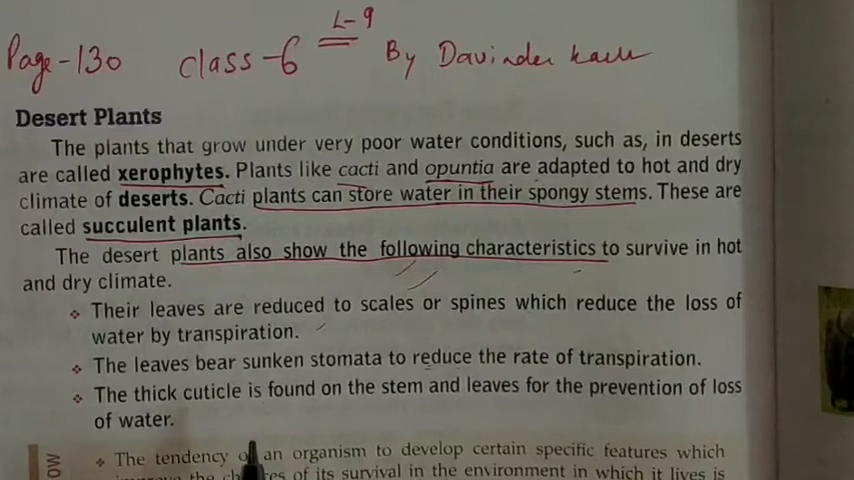 L-9
Page-130 Class-6 By Davinder kaur
Desert Plants
The plants that grow under very poor water conditions, such as, in deserts
are called xerophytes. Plants like cacti and opuntia are adapted to hot and dry
climate of deserts. Cacti plants can store water in their spongy stems. These are
called succulent plants.
The desert plants also show the following characteristics to survive in hot
and dry climate.
❖ Their leaves are reduced to scales or spines which reduce the loss of
water by transpiration.
❖ The leaves bear sunken stomata to reduce the rate of transpiration.
❖ The thick cuticle is found on the stem and leaves for the prevention of loss
of water.
❖ The tendency of an organism to develop certain specific features which
of its survival in the environment in which it lives is